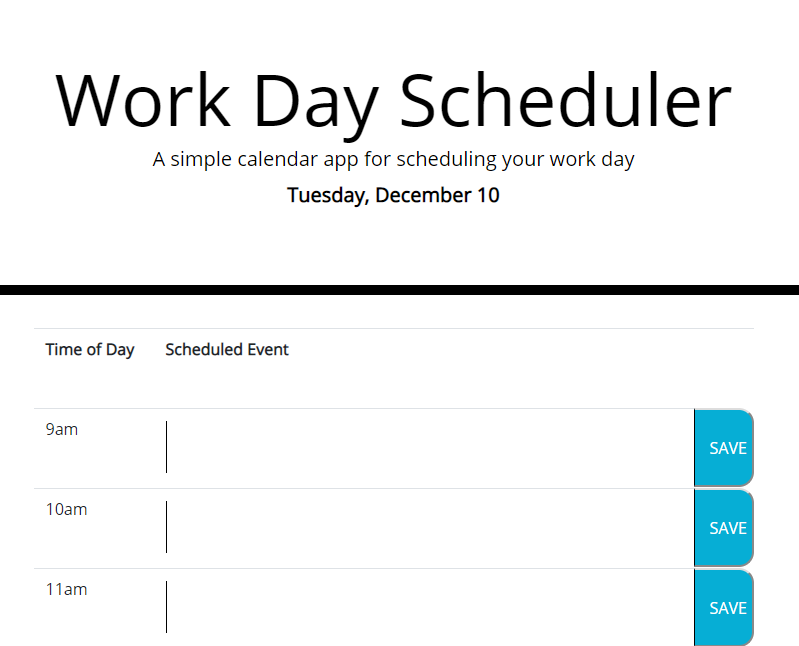 Work Day Scheduler
A simple calendar app for scheduling your work day
Tuesday, December 10
Time of Day Scheduled Event
9am SAVE
10am SAVE
11am SAVE